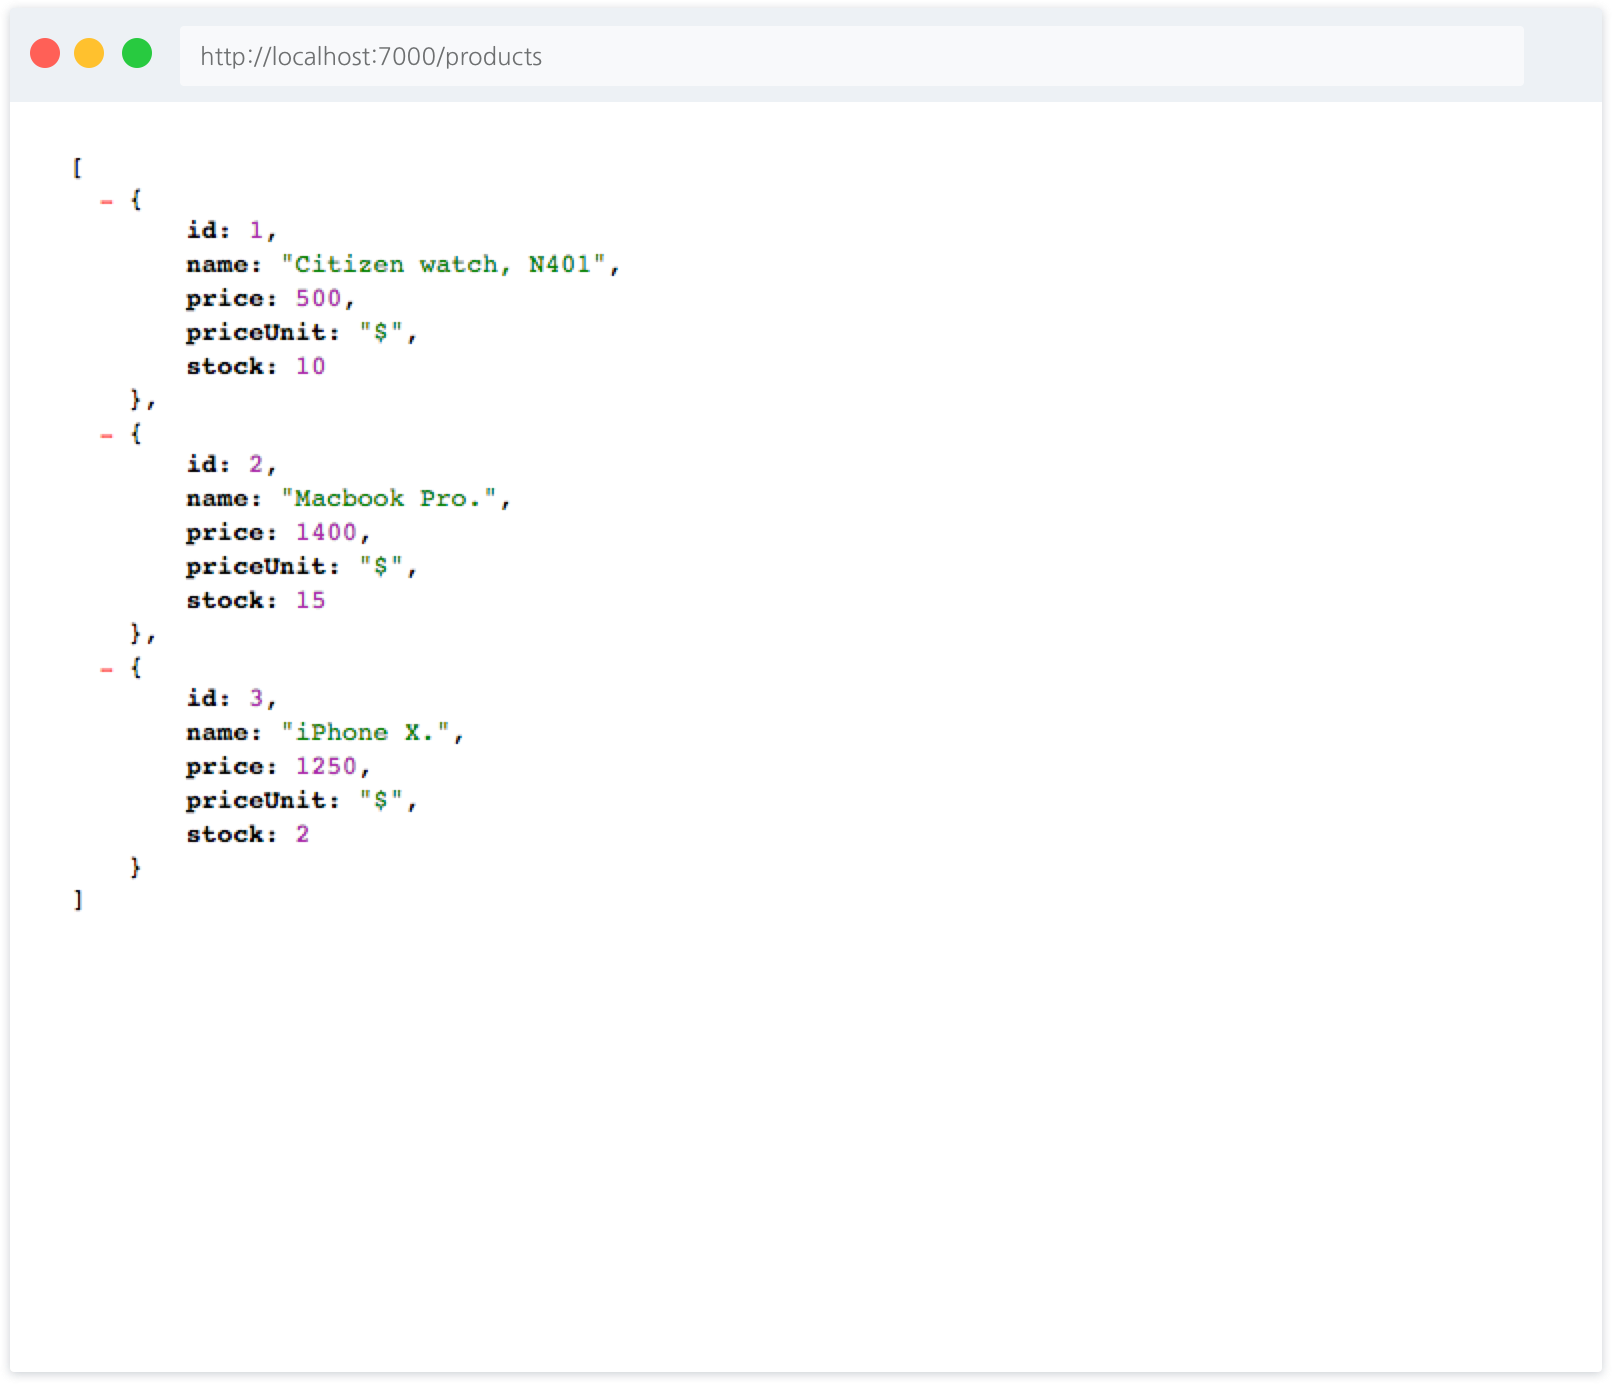 http://localhost:7000/products
[
- {
id: 1,
name: "Citizen watch, N401",
price: 500,
priceUnit: "$",
stock: 10
},
- {
id: 2,
name: "Macbook Pro.",
price: 1400,
priceUnit: "$",
stock: 15
},
- {
id: 3,
name: "iPhone X.",
price: 1250,
priceUnit: "$",
stock: 2
}
]